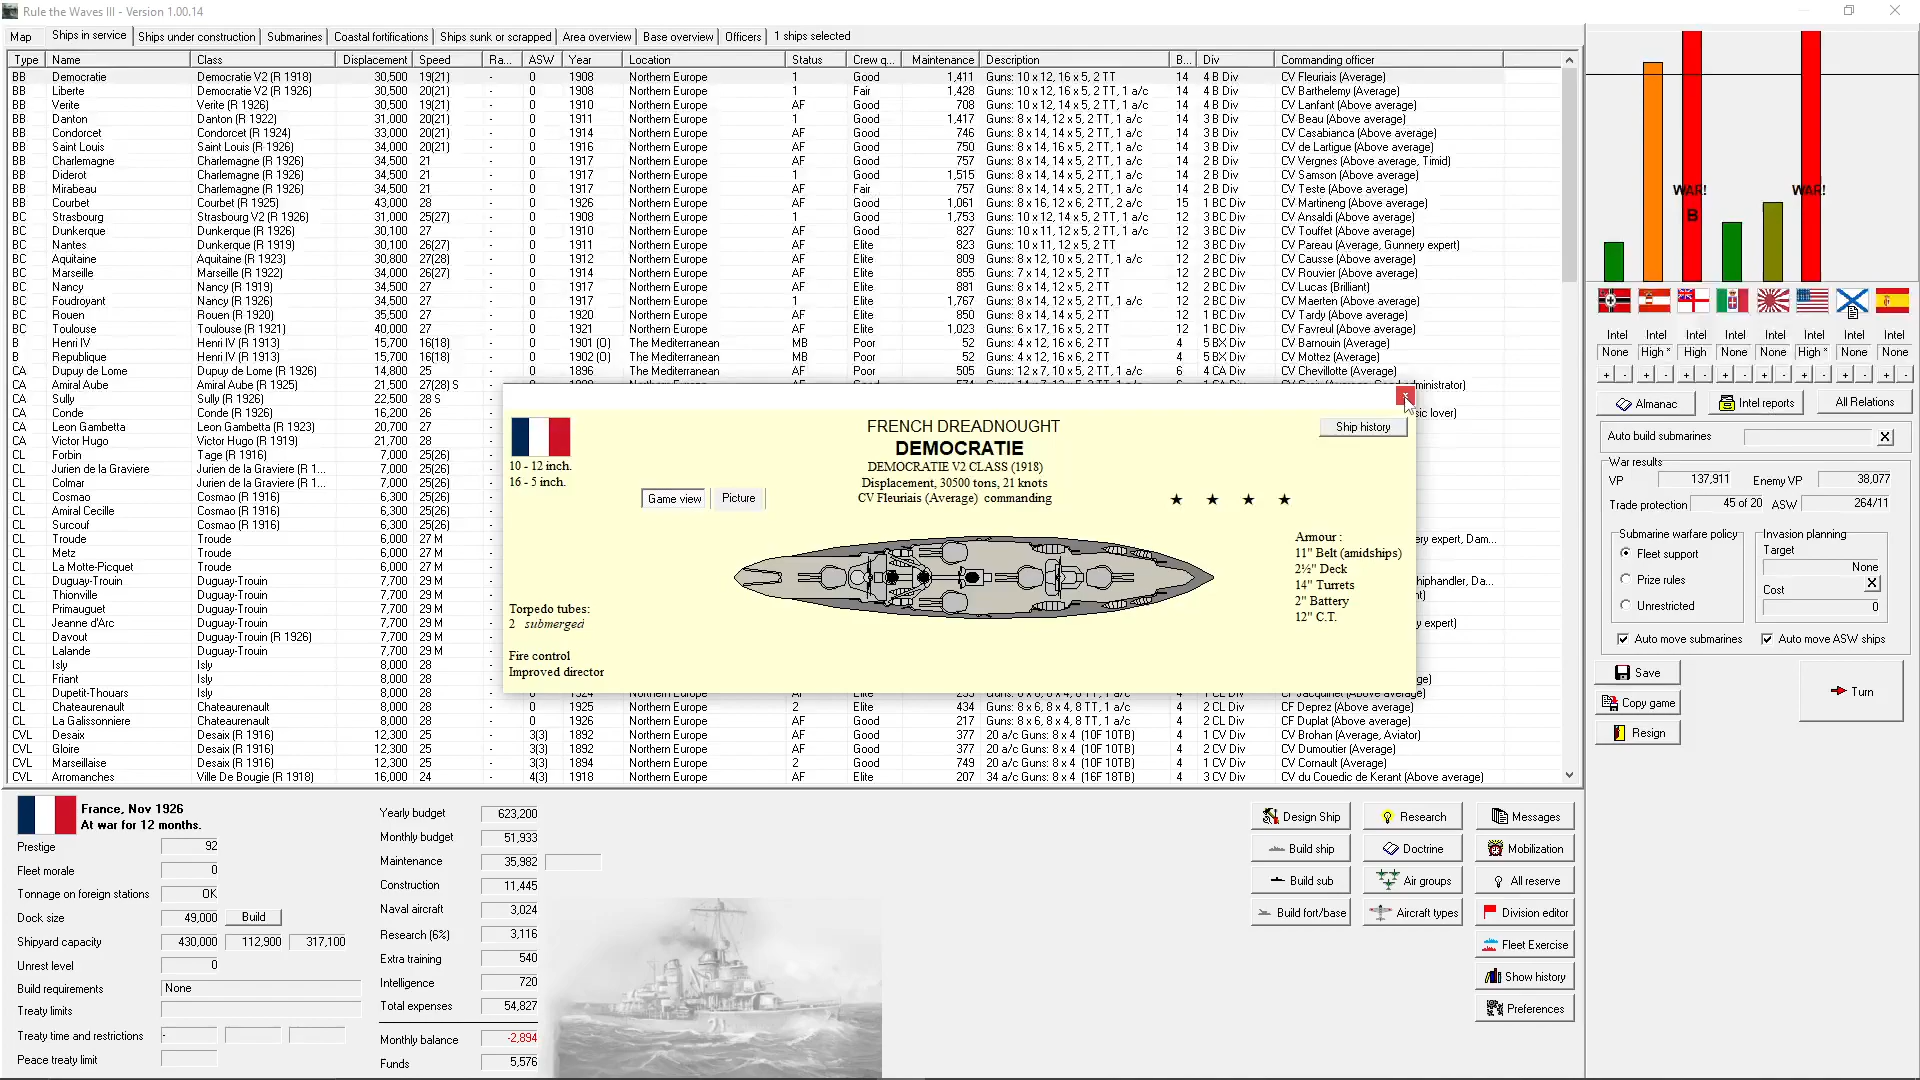 Rule the Waves III - Version 1.00.14
Map Ships in service Ships under construction Submarines Coastal fortifications Ships sunk or scrapped Area overview Base overview Officers 1 ships selected
Type Name Class Displacement Speed Ra... ASW Year Location Status Crew q... Maintenance Description B... Div Commanding officer
BB Democratie Democratie V2 (R 1918) 30,500 19(21) - 0 1908 Northern Europe 1 Good 1,411 Guns: 10 x 12, 16 x 5, 2 TT 14 4 B Div CV Fleuriais (Average)
BB Liberte Democratie V2 (R 1926) 30,500 20(21) - 0 1908 Northern Europe 1 Fair 1,428 Guns: 10 x 12, 16 x 5, 2 TT, 1 a/c 14 4 B Div CV Barthelemy (Average)
BB Verite Verite (R 1926) 30,500 19(21) - 0 1910 Northern Europe AF Good 708 Guns: 10 x 12, 14 x 5, 2 TT, 1 a/c 14 4 B Div CV Lanfant (Above average)
BB Danton Danton (R 1922) 31,000 20(21) - 0 1911 Northern Europe 1 Good 1,417 Guns: 8 x 14, 12 x 5, 2 TT, 1 a/c 14 3 B Div CV Beau (Above average)
BB Condorcet Condorcet (R 1924) 33,000 20(21) - 0 1914 Northern Europe AF Good 746 Guns: 8 x 14, 16 x 5, 2 TT, 1 a/c 14 3 B Div CV Casabianca (Above average)
BB Saint Louis Saint Louis (R 1926) 34,000 20(21) - 0 1916 Northern Europe AF Good 750 Guns: 8 x 14, 16 x 5, 2 TT, 1 a/c 14 3 B Div CV de Lartigue (Above average)
BB Charlemagne Charlemagne (R 1926) 34,500 21 - 0 1917 Northern Europe AF Good 757 Guns: 8 x 14, 14 x 5, 2 TT, 1 a/c 14 2 B Div CV Vergnes (Above average, Timid)
BB Diderot Charlemagne (R 1926) 34,500 21 - 0 1917 Northern Europe 1 Good 1,515 Guns: 8 x 14, 14 x 5, 2 TT, 1 a/c 14 2 B Div CV Samson (Above average)
BB Mirabeau Charlemagne (R 1926) 34,500 21 - 0 1917 Northern Europe AF Fair 757 Guns: 8 x 14, 14 x 5, 2 TT, 1 a/c 14 2 B Div CV Teste (Above average)
BB Courbet Courbet (R 1925) 43,000 28 - 0 1926 Northern Europe AF Good 1,061 Guns: 8 x 16, 12 x 6, 2 TT, 2 a/c 15 1 BC Div CV Martineng (Above average)
BC Strasbourg Strasbourg V2 (R 1926) 31,000 25(27) - 0 1908 Northern Europe 1 Good 1,753 Guns: 10 x 12, 14 x 5, 2 TT, 1 a/c 12 3 BC Div CV Ansaldi (Above average)
BC Dunkerque Dunkerque (R 1926) 30,100 27 - 0 1910 Northern Europe AF Good 827 Guns: 10 x 11, 12 x 5, 2 TT, 1 a/c 12 3 BC Div CV Touffet (Above average)
BC Nantes Dunkerque (R 1919) 30,100 26(27) - 0 1911 Northern Europe AF Elite 823 Guns: 10 x 11, 12 x 5, 2 TT 12 3 BC Div CV Pareau (Average, Gunnery expert)
BC Aquitaine Aquitaine (R 1923) 30,800 27(28) - 0 1912 Northern Europe AF Elite 809 Guns: 8 x 12, 10 x 5, 2 TT, 1 a/c 12 2 BC Div CV Causse (Above average)
BC Marseille Marseille (R 1922) 34,000 26(27) - 0 1914 Northern Europe AF Elite 855 Guns: 7 x 14, 12 x 5, 2 TT 12 2 BC Div CV Rouvier (Above average)
BC Nancy Nancy (R 1919) 34,500 27 - 0 1917 Northern Europe AF Elite 881 Guns: 8 x 14, 12 x 5, 2 TT 12 2 BC Div CV Lucas (Brilliant)
BC Foudroyant Nancy (R 1926) 34,500 27 - 0 1917 Northern Europe 1 Elite 1,767 Guns: 8 x 14, 12 x 5, 2 TT, 1 a/c 12 2 BC Div CV Maerten (Above average)
BC Rouen Rouen (R 1920) 35,500 27 - 0 1920 Northern Europe AF Elite 850 Guns: 8 x 14, 12 x 5, 2 TT 12 1 BC Div CV Tardy (Above average)
BC Toulouse Toulouse (R 1921) 40,000 27 - 0 1921 Northern Europe AF Elite 1,023 Guns: 6 x 17, 16 x 5, 2 TT 12 1 BC Div CV Favreul (Above average)
B Henri IV Henri IV (R 1913) 15,700 16(18) - 0 1901 (O) The Mediterranean MB Poor 52 Guns: 4 x 12, 16 x 6, 2 TT 4 5 BX Div CV Barnouin (Average)
B Republique Henri IV (R 1913) 15,700 16(18) - 0 1902 (O) The Mediterranean MB Poor 52 Guns: 4 x 12, 16 x 6, 2 TT 4 5 BX Div CV Mottez (Average)
CA Dupuy de Lome Dupuy de Lome (R 1926) 14,800 25 - 0 1896 The Mediterranean AF Poor 505 Guns: 12 x 7, 10 x 5, 2 TT 6 4 CA Div CV Chevillotte (Average)
CA Amiral Aube Amiral Aube (R 1925) 21,500 27(28) S
CA Sully Sully (R 1926) 22,500 28 S
CA Conde Conde (R 1926) 16,200 26
CA Leon Gambetta Leon Gambetta (R 1923) 20,700 27
CA Victor Hugo Victor Hugo (R 1919) 21,700 28
CL Forbin Tage (R 1916) 7,000 25(26)
CL Jurien de la Graviere Jurien de la Graviere (R 1... 7,000 25(26)
CL Colmar Jurien de la Graviere (R 1... 7,000 25(26)
CL Cosmao Cosmao (R 1916) 6,300 25(26)
CL Amiral Cecille Cosmao (R 1916) 6,300 25(26)
CL Surcouf Cosmao (R 1916) 6,300 25(26)
CL Troude Troude 6,000 27 M
CL Metz Troude 6,000 27 M
CL La Motte-Picquet Troude 6,000 27 M
CL Duguay-Trouin Duguay-Trouin 7,700 29 M
CL Thionville Duguay-Trouin 7,700 29 M
CL Primauguet Duguay-Trouin 7,700 29 M
CL Jeanne d'Arc Duguay-Trouin 7,700 29 M
CL Davout Duguay-Trouin (R 1926) 7,700 29 M
CL Lalande Duguay-Trouin 7,700 29 M
CL Isly Isly 8,000 28
CL Friant Isly 8,000 28
CL Dupetit-Thouars Isly 8,000 28
CL Chateaurenault Chateaurenault 8,000 28 - 0 1925 Northern Europe 2 Elite 434 Guns: 8 x 6, 8 x 4, 8 TT, 1 a/c 4 2 CL Div CF Deprez (Above average)
CL La Galissonniere Chateaurenault 8,000 28 - 0 1926 Northern Europe AF Good 217 Guns: 8 x 6, 8 x 4, 8 TT, 1 a/c 4 2 CL Div CF Duplat (Above average)
CVL Desaix Desaix (R 1916) 12,300 25 - 3(3) 1892 Northern Europe AF Good 377 20 a/c Guns: 8 x 4 (10F 10TB) 4 1 CV Div CV Brohan (Average, Aviator)
CVL Gloire Desaix (R 1916) 12,300 25 - 3(3) 1892 Northern Europe AF Good 377 20 a/c Guns: 8 x 4 (10F 10TB) 4 2 CV Div CV Dumoutier (Average)
CVL Marseillaise Desaix (R 1916) 12,300 25 - 3(3) 1894 Northern Europe 2 Good 749 20 a/c Guns: 8 x 4 (10F 10TB) 4 2 CV Div CV Cornault (Average)
CVL Arromanches Ville De Bougie (R 1918) 16,000 24 - 4(3) 1918 Northern Europe AF Elite 207 34 a/c Guns: 8 x 4 (16F 18TB) 4 3 CV Div CV du Couedic de Kerant (Above average)
FRENCH DREADNOUGHT
DEMOCRATIE
DEMOCRATIE V2 CLASS (1918)
Displacement, 30500 tons, 21 knots
CV Fleuriais (Average) commanding
Ship history
10 - 12 inch.
16 - 5 inch.
Game view Picture
Armour :
11" Belt (amidships)
2½" Deck
14" Turrets
2" Battery
12" C.T.
Torpedo tubes:
2 submerged
Fire control
Improved director
WAR! WAR!
B
Intel Intel Intel Intel Intel Intel Intel Intel
None High * High None None High * None None
+ - + - + - + - + - + - + - + -
Almanac Intel reports All Relations
Auto build submarines X
War results
VP 137,911 Enemy VP 38,077
Trade protection 45 of 20 ASW 264/11
Submarine warfare policy
Fleet support
Prize rules
Unrestricted
Invasion planning
Target
None
Cost X
0
Auto move submarines Auto move ASW ships
Save
Copy game
Resign
Turn
France, Nov 1926
At war for 12 months.
Prestige 92
Fleet morale 0
Tonnage on foreign stations OK
Dock size 49,000 Build
Shipyard capacity 430,000 112,900 317,100
Unrest level 0
Build requirements None
Treaty limits
Treaty time and restrictions -
Peace treaty limit
Yearly budget 623,200
Monthly budget 51,933
Maintenance 35,982
Construction 11,445
Naval aircraft 3,024
Research (6%) 3,116
Extra training 540
Intelligence 720
Total expenses 54,827
Monthly balance -2,894
Funds 5,576
Design Ship Research Messages
Build ship Doctrine Mobilization
Build sub Air groups All reserve
Build fort/base Aircraft types Division editor
Fleet Exercise
Show history
Preferences